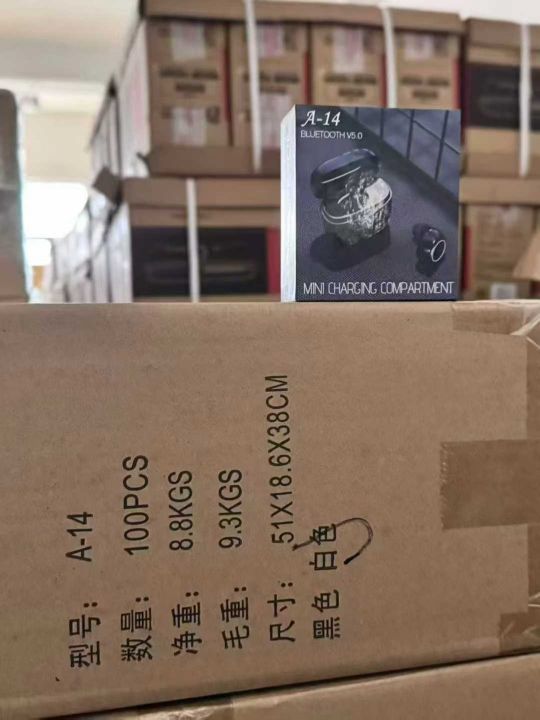 A-14
BLUETOOTH V5.0
MINI CHARGING COMPARTMENT
型号: A-14
数量: 100PCS
净重: 8.8KGS
毛重: 9.3KGS
尺寸: 51X18.6X38CM
黑色 白色